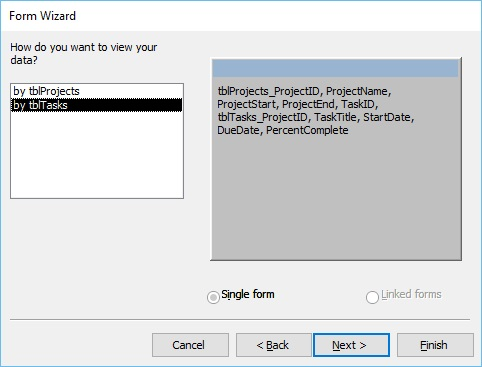 Form Wizard
How do you want to view your
data?
by tblProjects
by tblTasks
tblProjects_ProjectID, ProjectName,
ProjectStart, ProjectEnd, TaskID,
tblTasks_ProjectID, TaskTitle, StartDate,
DueDate, PercentComplete
Single form
Linked forms
Cancel
< Back
Next >
Finish